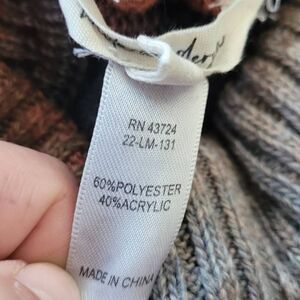 RN 43724
22-LM-131
60%POLYESTER
40%ACRYLIC
MADE IN CHINA